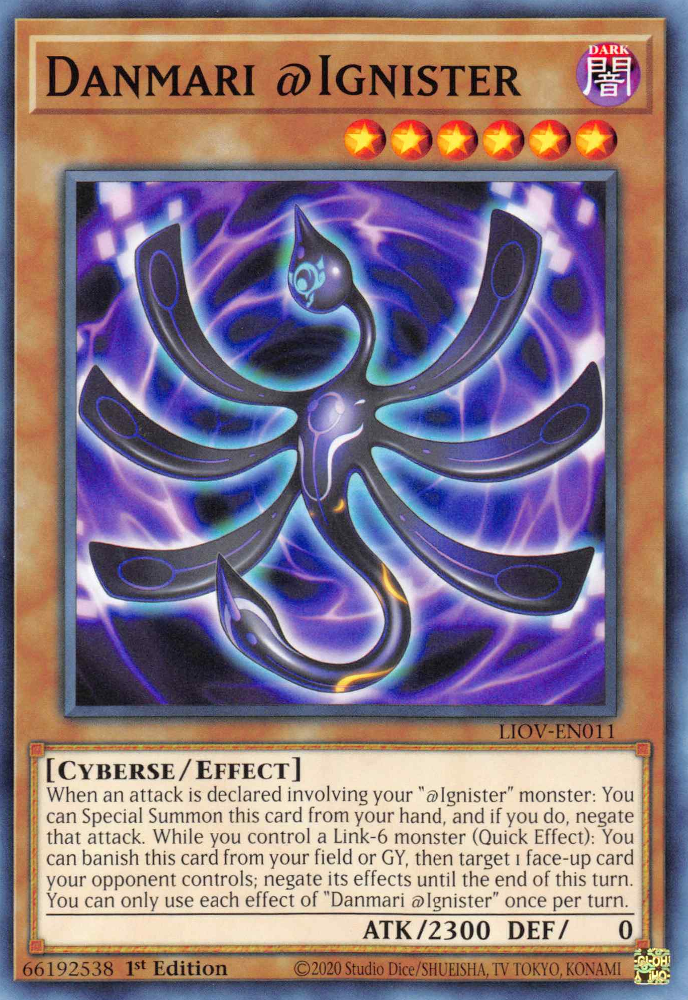 Danmari @Ignister
DARK
闇
LIOV-EN011
[Cyberse/Effect]
When an attack is declared involving your "@Ignister" monster: You
can Special Summon this card from your hand, and if you do, negate
that attack. While you control a Link-6 monster (Quick Effect): You
can banish this card from your field or GY, then target 1 face-up card
your opponent controls; negate its effects until the end of this turn.
You can only use each effect of "Danmari @Ignister" once per turn.
ATK/2300 DEF/ 0
66192538 1st Edition ©2020 Studio Dice/SHUEISHA, TV TOKYO, KONAMI